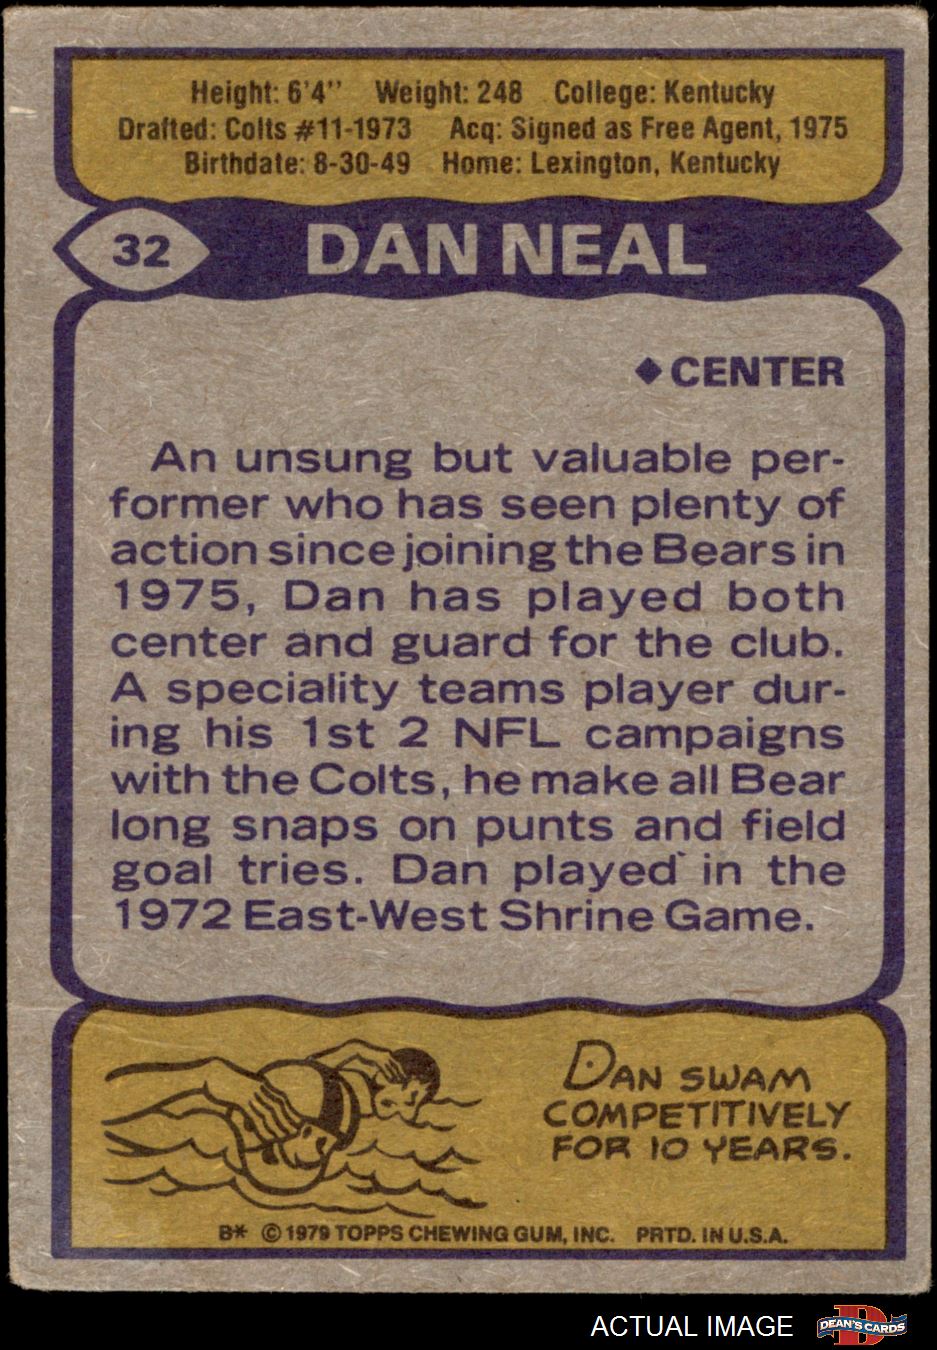 Height: 6'4" Weight: 248 College: Kentucky
Drafted: Colts #11-1973 Acq: Signed as Free Agent, 1975
Birthdate: 8-30-49 Home: Lexington, Kentucky
32 DAN NEAL
◆CENTER
An unsung but valuable per-
former who has seen plenty of
action since joining the Bears in
1975, Dan has played both
center and guard for the club.
A speciality teams player dur-
ing his 1st 2 NFL campaigns
with the Colts, he make all Bear
long snaps on punts and field
goal tries. Dan played in the
1972 East-West Shrine Game.
DAN SWAM
COMPETITIVELY
FOR 10 YEARS.
B* © 1979 TOPPS CHEWING GUM, INC. PRTD. IN U.S.A.
ACTUAL IMAGE D DEAN'S CARDS